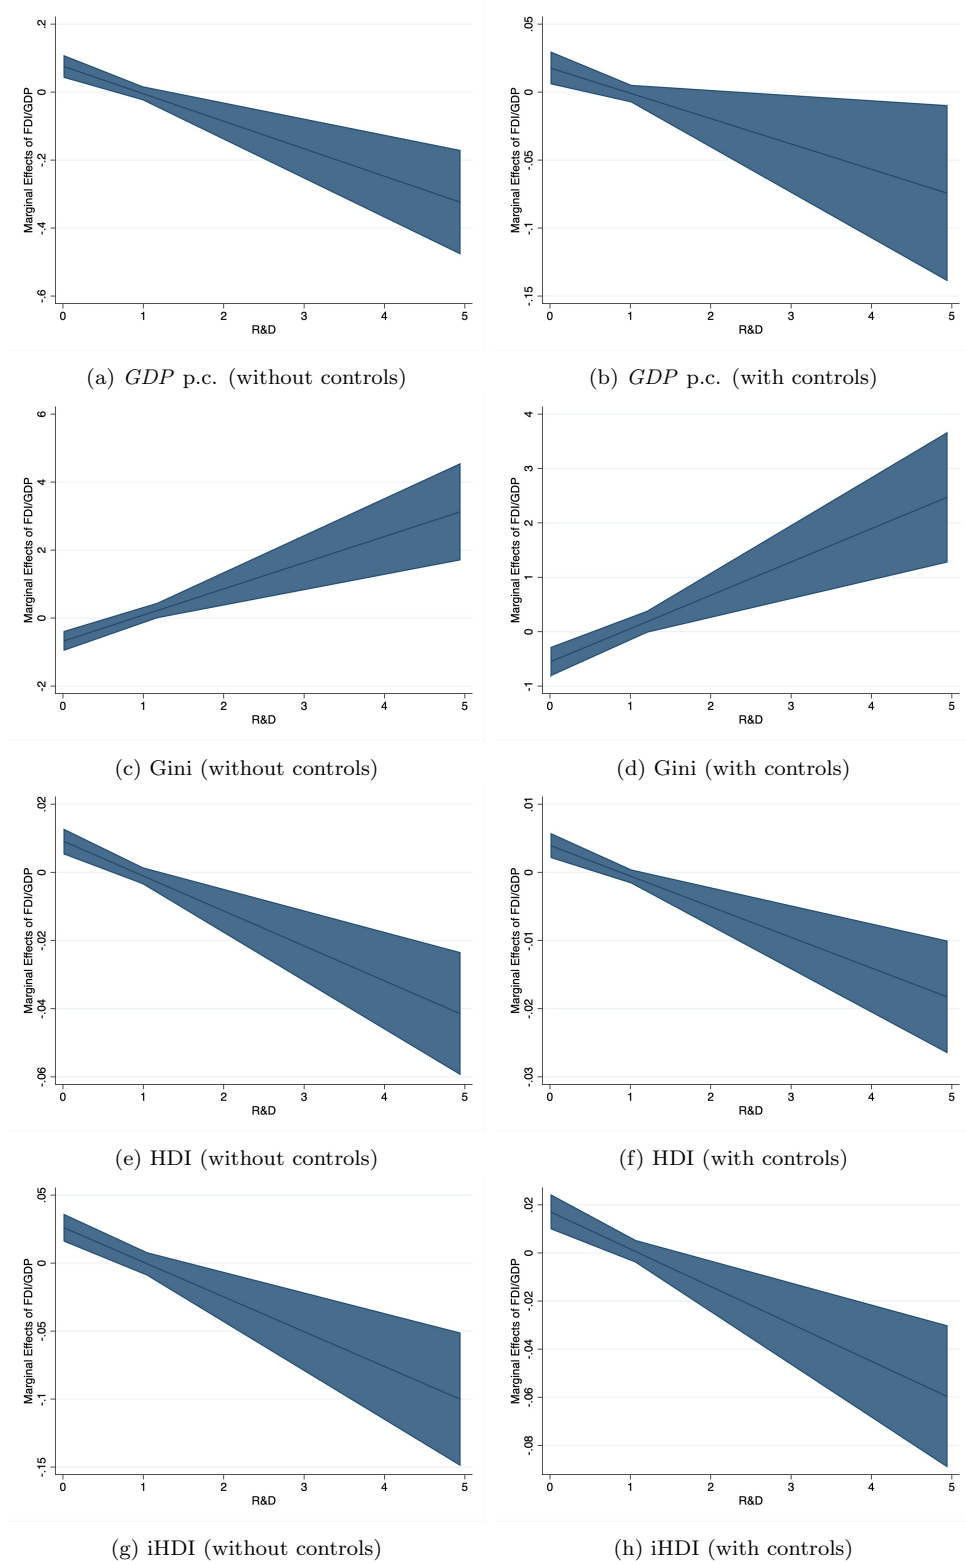 .2
0
-.2
-.4
-.6
Marginal Effects of FDI/GDP
0 1 2 3 4 5
R&D
(a) GDP p.c. (without controls)
.05
0
-.05
-.1
-.15
Marginal Effects of FDI/GDP
0 1 2 3 4 5
R&D
(b) GDP p.c. (with controls)
6
4
2
0
-2
Marginal Effects of FDI/GDP
0 1 2 3 4 5
R&D
(c) Gini (without controls)
4
3
2
1
0
-1
Marginal Effects of FDI/GDP
0 1 2 3 4 5
R&D
(d) Gini (with controls)
.02
0
-.02
-.04
-.06
Marginal Effects of FDI/GDP
0 1 2 3 4 5
R&D
(e) HDI (without controls)
.01
0
-.01
-.02
-.03
Marginal Effects of FDI/GDP
0 1 2 3 4 5
R&D
(f) HDI (with controls)
.05
0
-.05
-.1
-.15
Marginal Effects of FDI/GDP
0 1 2 3 4 5
R&D
(g) iHDI (without controls)
.02
0
-.02
-.04
-.06
-.08
Marginal Effects of FDI/GDP
0 1 2 3 4 5
R&D
(h) iHDI (with controls)